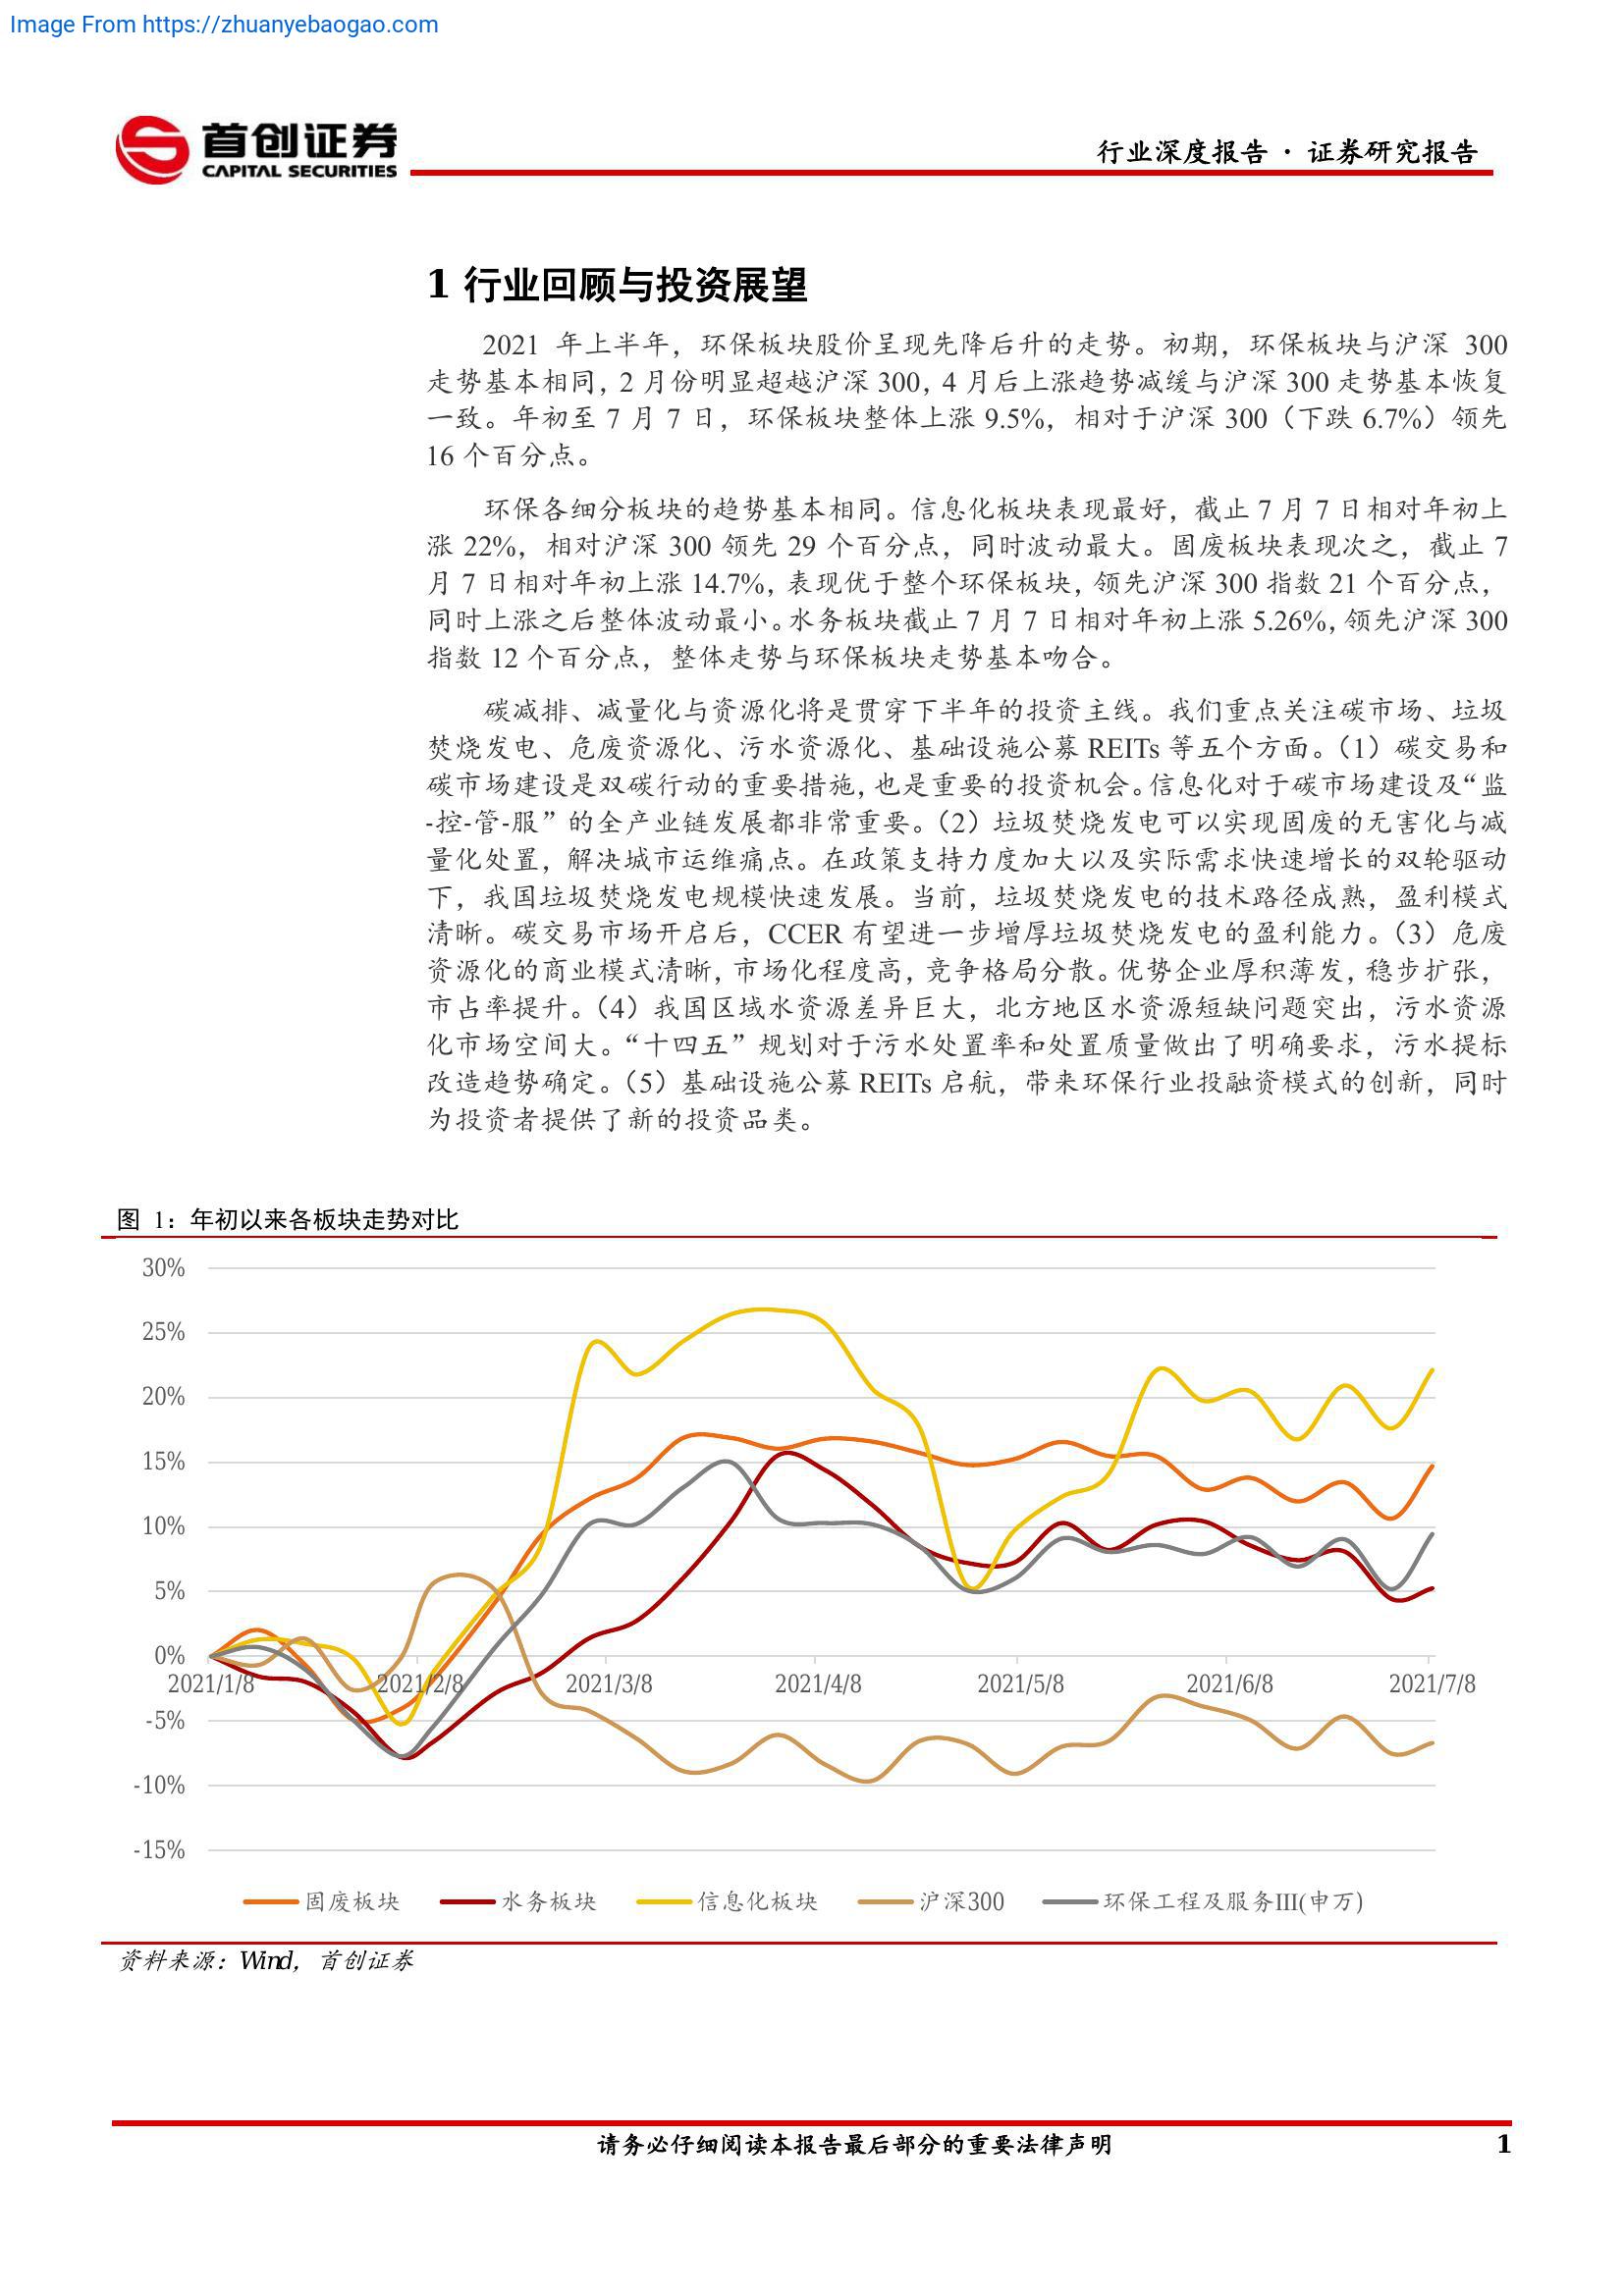 Image From https://zhuanyebaogao.com
首创证券
CAPITAL SECURITIES
行业深度报告 · 证券研究报告
1 行业回顾与投资展望
2021 年上半年，环保板块股价呈现先降后升的走势。初期，环保板块与沪深 300
走势基本相同，2 月份明显超越沪深 300，4 月后上涨趋势减缓与沪深 300 走势基本恢复
一致。年初至 7 月 7 日，环保板块整体上涨 9.5%，相对于沪深 300（下跌 6.7%）领先
16 个百分点。
环保各细分板块的趋势基本相同。信息化板块表现最好，截止 7 月 7 日相对年初上
涨 22%，相对沪深 300 领先 29 个百分点，同时波动最大。固废板块表现次之，截止 7
月 7 日相对年初上涨 14.7%，表现优于整个环保板块，领先沪深 300 指数 21 个百分点，
同时上涨之后整体波动最小。水务板块截止 7 月 7 日相对年初上涨 5.26%，领先沪深 300
指数 12 个百分点，整体走势与环保板块走势基本吻合。
碳减排、减量化与资源化将是贯穿下半年的投资主线。我们重点关注碳市场、垃圾
焚烧发电、危废资源化、污水资源化、基础设施公募 REITs 等五个方面。（1）碳交易和
碳市场建设是双碳行动的重要措施，也是重要的投资机会。信息化对于碳市场建设及“监
-控-管-服”的全产业链发展都非常重要。（2）垃圾焚烧发电可以实现固废的无害化与减
量化处置，解决城市运维痛点。在政策支持力度加大以及实际需求快速增长的双轮驱动
下，我国垃圾焚烧发电规模快速发展。当前，垃圾焚烧发电的技术路径成熟，盈利模式
清晰。碳交易市场开启后，CCER 有望进一步增厚垃圾焚烧发电的盈利能力。（3）危废
资源化的商业模式清晰，市场化程度高，竞争格局分散。优势企业厚积薄发，稳步扩张，
市占率提升。（4）我国区域水资源差异巨大，北方地区水资源短缺问题突出，污水资源
化市场空间大。“十四五”规划对于污水处置率和处置质量做出了明确要求，污水提标
改造趋势确定。（5）基础设施公募 REITs 启航，带来环保行业投融资模式的创新，同时
为投资者提供了新的投资品类。
图 1：年初以来各板块走势对比
30%
25%
20%
15%
10%
5%
0%
2021/1/8 2021/2/8 2021/3/8 2021/4/8 2021/5/8 2021/6/8 2021/7/8
-5%
-10%
-15%
固废板块 水务板块 信息化板块 沪深300 环保工程及服务III(申万)
资料来源：Wind，首创证券
请务必仔细阅读本报告最后部分的重要法律声明 1